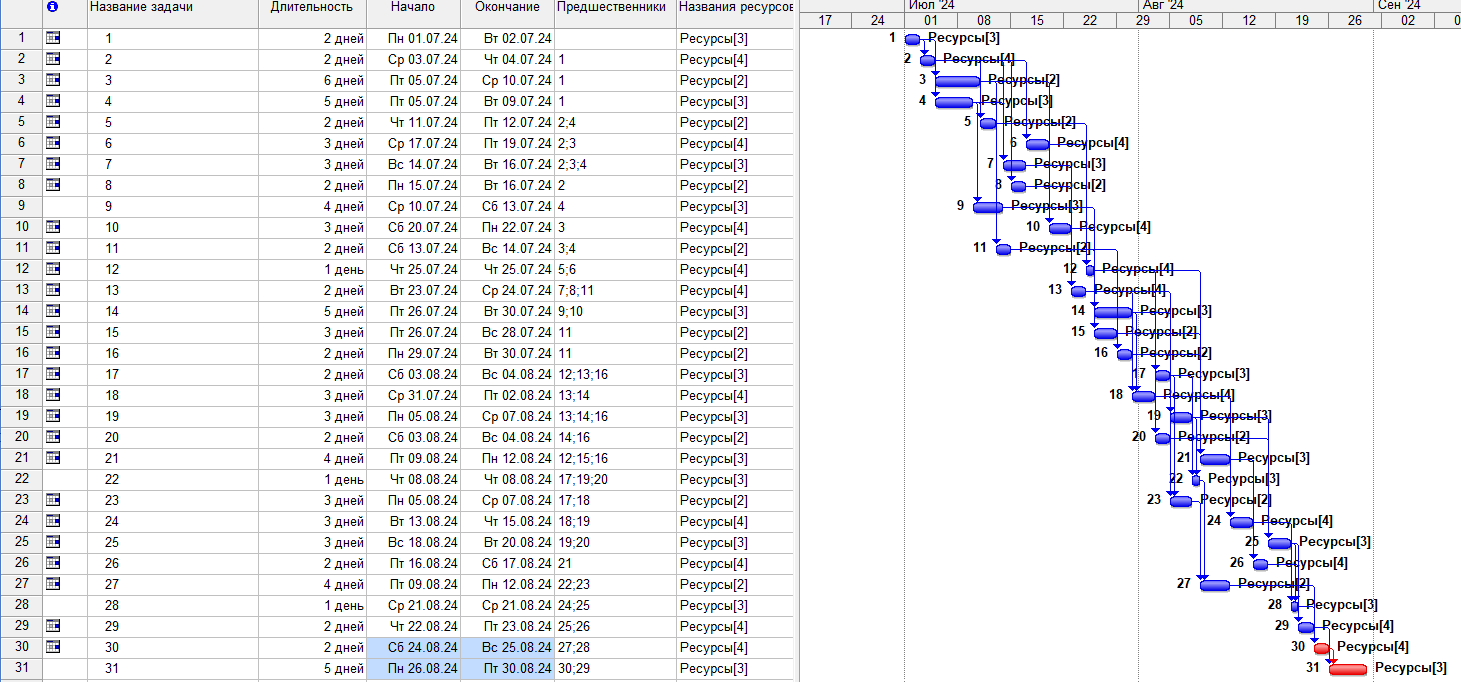 Название задачи Длительность Начало Окончание Предшественники Названия ресурсов
1 1 2 дней Пн 01.07.24 Вт 02.07.24 Ресурсы[3]
2 2 2 дней Ср 03.07.24 Чт 04.07.24 1 Ресурсы[4]
3 3 6 дней Пт 05.07.24 Ср 10.07.24 1 Ресурсы[2]
4 4 5 дней Пт 05.07.24 Вт 09.07.24 1 Ресурсы[3]
5 5 2 дней Чт 11.07.24 Пт 12.07.24 2;4 Ресурсы[2]
6 6 3 дней Ср 17.07.24 Пт 19.07.24 2;3 Ресурсы[4]
7 7 3 дней Вс 14.07.24 Вт 16.07.24 2;3;4 Ресурсы[3]
8 8 2 дней Пн 15.07.24 Вт 16.07.24 2 Ресурсы[2]
9 9 4 дней Ср 10.07.24 Сб 13.07.24 4 Ресурсы[3]
10 10 3 дней Сб 20.07.24 Пн 22.07.24 3 Ресурсы[4]
11 11 2 дней Сб 13.07.24 Вс 14.07.24 3;4 Ресурсы[2]
12 12 1 день Чт 25.07.24 Чт 25.07.24 5;6 Ресурсы[4]
13 13 2 дней Вт 23.07.24 Ср 24.07.24 7;8;11 Ресурсы[4]
14 14 5 дней Пт 26.07.24 Вт 30.07.24 9;10 Ресурсы[3]
15 15 3 дней Пт 26.07.24 Вс 28.07.24 11 Ресурсы[2]
16 16 2 дней Пн 29.07.24 Вт 30.07.24 11 Ресурсы[2]
17 17 2 дней Сб 03.08.24 Вс 04.08.24 12;13;16 Ресурсы[3]
18 18 3 дней Ср 31.07.24 Пт 02.08.24 13;14 Ресурсы[4]
19 19 3 дней Пн 05.08.24 Ср 07.08.24 13;14;16 Ресурсы[3]
20 20 2 дней Сб 03.08.24 Вс 04.08.24 14;16 Ресурсы[2]
21 21 4 дней Пт 09.08.24 Пн 12.08.24 12;15;16 Ресурсы[3]
22 22 1 день Чт 08.08.24 Чт 08.08.24 17;19;20 Ресурсы[3]
23 23 3 дней Пн 05.08.24 Ср 07.08.24 17;18 Ресурсы[2]
24 24 3 дней Вт 13.08.24 Чт 15.08.24 18;19 Ресурсы[4]
25 25 3 дней Вс 18.08.24 Вт 20.08.24 19;20 Ресурсы[3]
26 26 2 дней Пт 16.08.24 Сб 17.08.24 21 Ресурсы[4]
27 27 4 дней Пт 09.08.24 Пн 12.08.24 22;23 Ресурсы[2]
28 28 1 день Ср 21.08.24 Ср 21.08.24 24;25 Ресурсы[3]
29 29 2 дней Чт 22.08.24 Пт 23.08.24 25;26 Ресурсы[4]
30 30 2 дней Сб 24.08.24 Вс 25.08.24 27;28 Ресурсы[4]
31 31 5 дней Пн 26.08.24 Пт 30.08.24 30;29 Ресурсы[3]
Июл '24 Авг '24 Сен '24
17 24 01 08 15 22 29 05 12 19 26 02 0
1 Ресурсы[3]
2 Ресурсы[4]
3 Ресурсы[2]
4 Ресурсы[3]
5 Ресурсы[2]
6 Ресурсы[4]
7 Ресурсы[3]
8 Ресурсы[2]
9 Ресурсы[3]
10 Ресурсы[4]
11 Ресурсы[2]
12 Ресурсы[4]
13 Ресурсы[4]
14 Ресурсы[3]
15 Ресурсы[2]
16 Ресурсы[2]
17 Ресурсы[3]
18 Ресурсы[4]
19 Ресурсы[3]
20 Ресурсы[2]
21 Ресурсы[3]
22 Ресурсы[3]
23 Ресурсы[2]
24 Ресурсы[4]
25 Ресурсы[3]
26 Ресурсы[4]
27 Ресурсы[2]
28 Ресурсы[3]
29 Ресурсы[4]
30 Ресурсы[4]
31 Ресурсы[3]